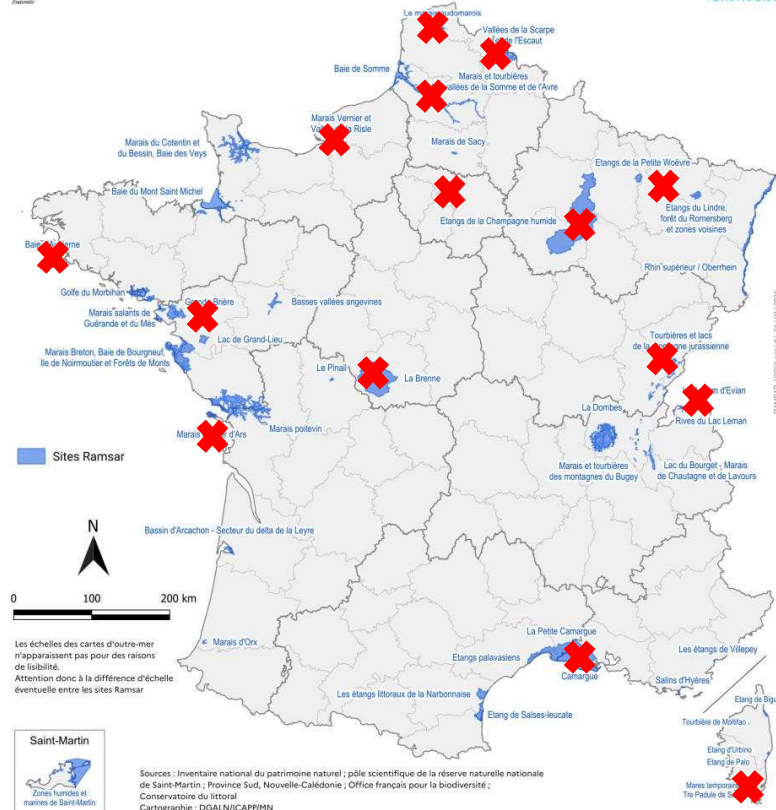 Le marais audomarois
Vallées de la Scarpe
et de l'Escaut
Baie de Somme
Marais et tourbières
vallées de la Somme et de l'Avre
Marais Vernier et
la Risle
Marais du Cotentin et
du Bessin, Baie des Veys
Marais de Sacy
Etangs de la Petite Woëvre
Baie du Mont Saint Michel
Etangs de la Champagne humide
Etangs du Lindre,
forêt du Romersberg
et zones voisines
Rhin supérieur / Oberrhein
Golfe du Morbihan
Brière
Basses vallées angevines
Marais salants de
Guérande et du Mès
Lac de Grand-Lieu
Tourbières et lacs
de la jurassienne
Marais Breton, Baie de Bourgneuf,
Ile de Noirmoutier et Forêts de Monts
Le Pinail
La Brenne
d'Evian
Rives du Lac Leman
La Dombes
Marais d'Ars
Marais poitevin
Sites Ramsar
Marais et tourbières
des montagnes du Bugey
Lac du Bourget - Marais
de Chautagne et de Lavours
N
Bassin d'Arcachon - Secteur du delta de la Leyre
0 100 200 km
Les échelles des cartes d'outre-mer
n'apparaissent pas pour des raisons
de lisibilité.
Attention donc à la différence d'échelle
éventuelle entre les sites Ramsar
Marais d'Orx
La Petite Camargue
Etangs palavasiens
Camargue
Les étangs de Villepey
Salins d'Hyères
Les étangs littoraux de la Narbonnaise
Etang de Salses-leucate
Etang de Bigu
Tourbière de Moltifao
Etang d'Urbino
Etang de Palo
Mares temporaires
Tre Padule de
Saint-Martin
Zones humides et
marines de Saint-Martin
Sources : Inventaire national du patrimoine naturel ; pôle scientifique de la réserve naturelle nationale
de Saint-Martin ; Province Sud, Nouvelle-Calédonie ; Office français pour la biodiversité ;
Conservatoire du littoral
Cartographie : DGALN/ICAPP/MN